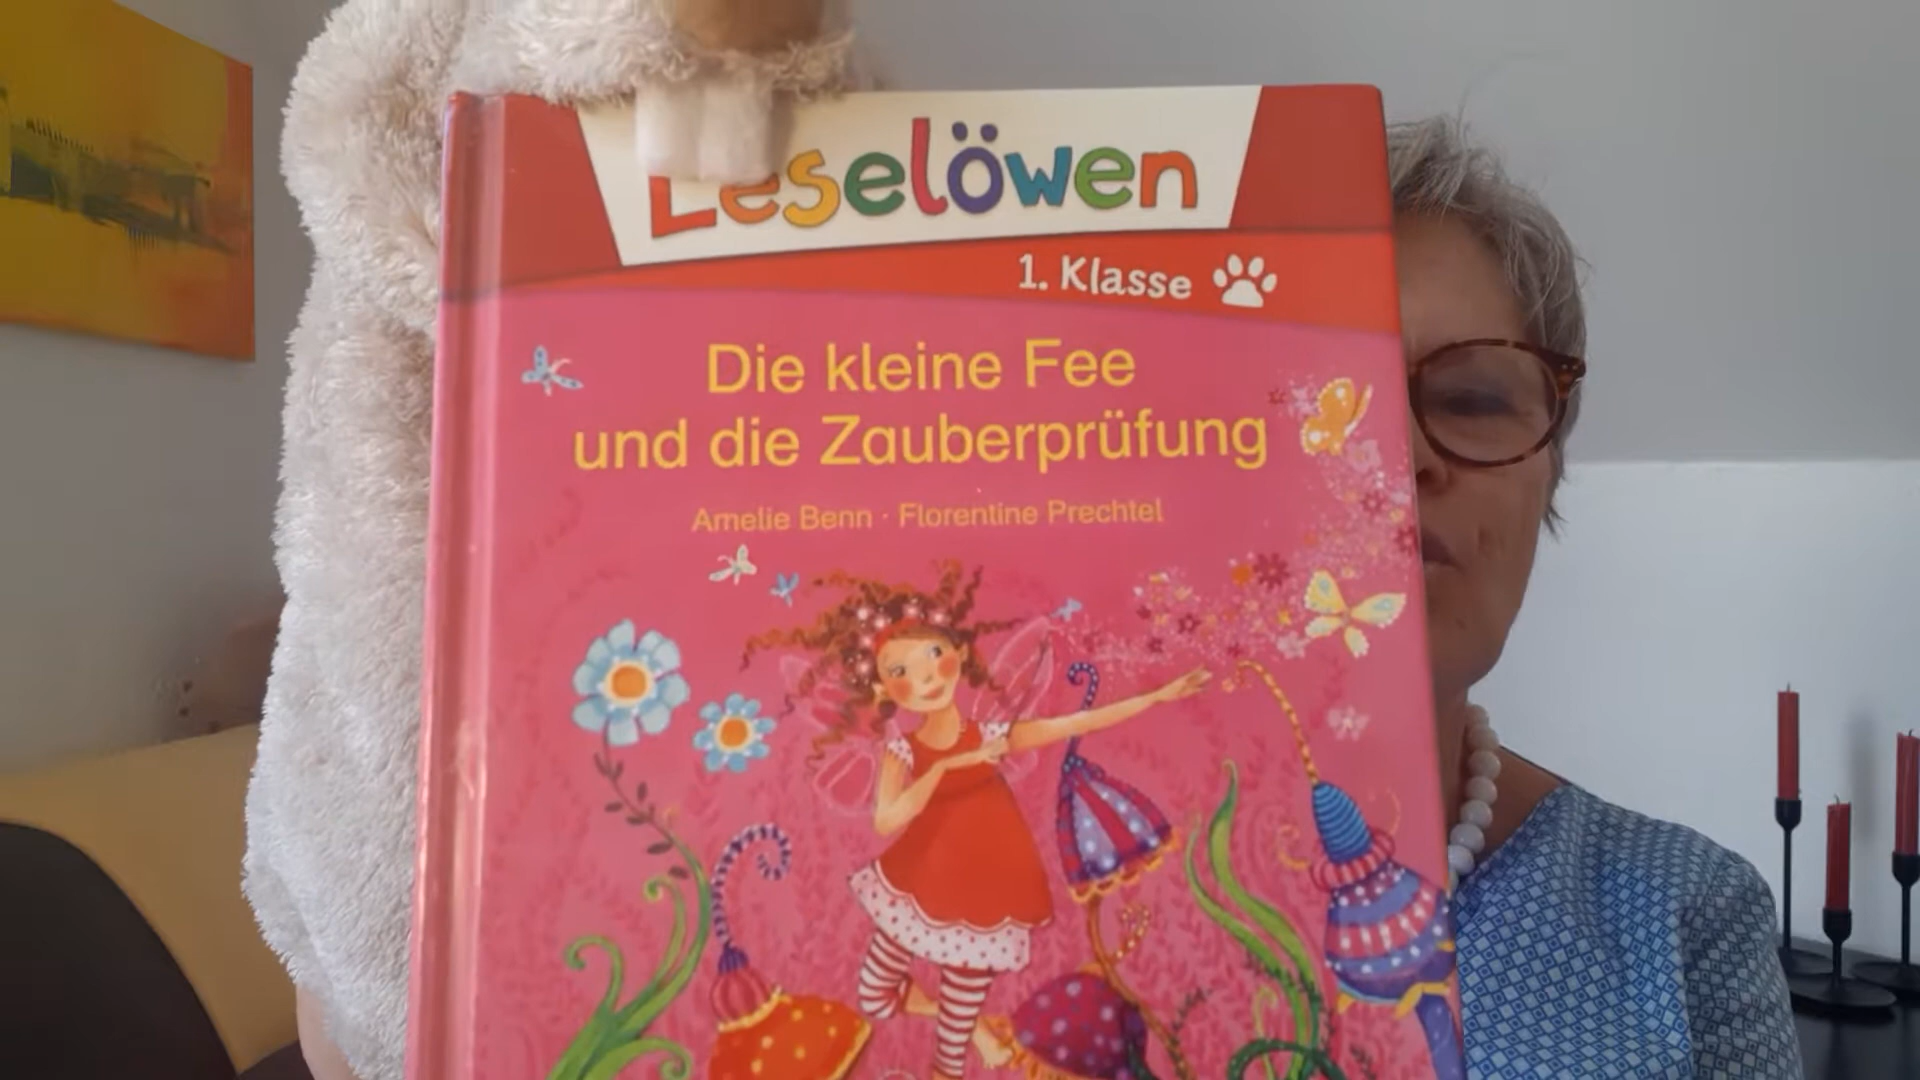 Leselöwen
1. Klasse
Die kleine Fee
und die Zauberprüfung
Amelie Benn · Florentine Prechtel